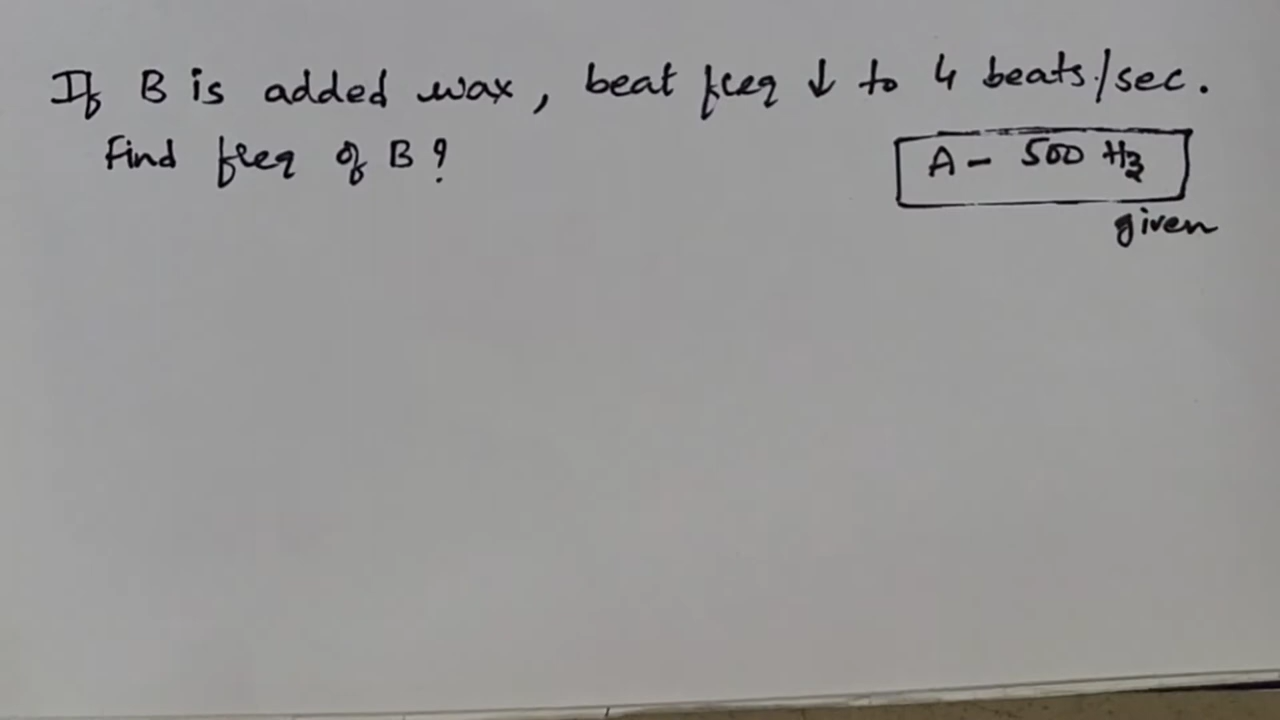 If B is added wax, beat freq ↓ to 4 beats/sec.
Find freq of B?
A - 500 Hz
given